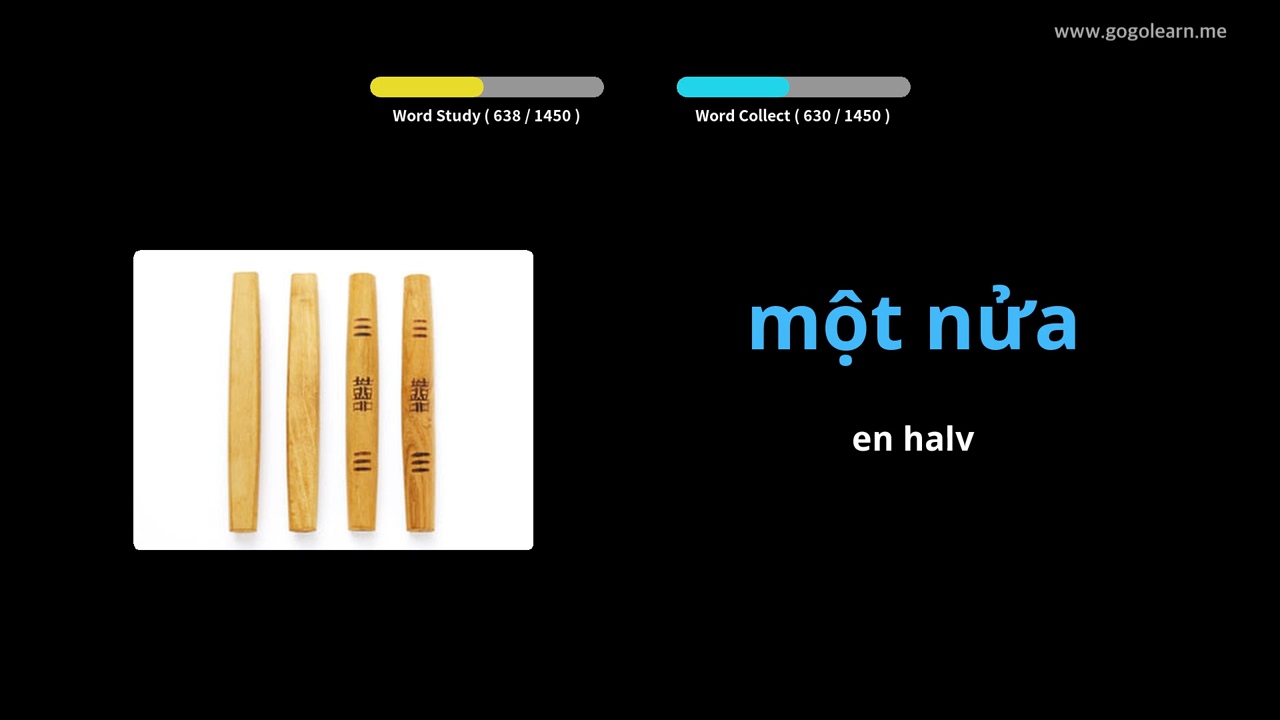 www.gogolearn.me
Word Study ( 638 / 1450 )
Word Collect ( 630 / 1450 )
một nửa
en halv